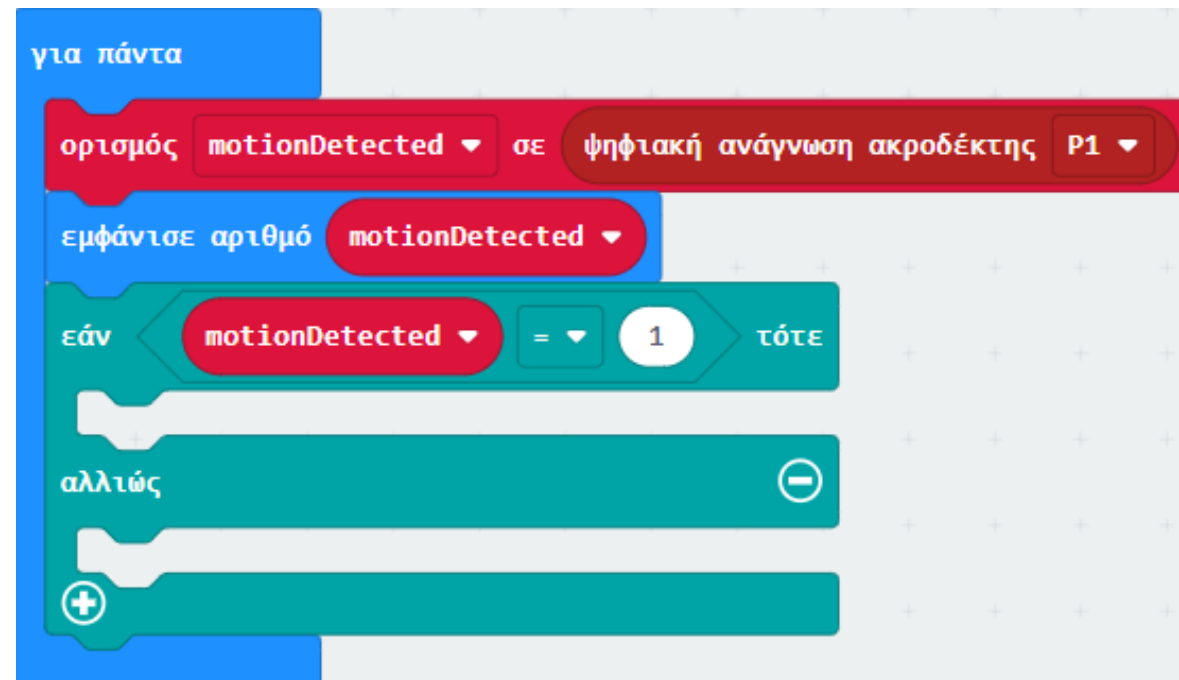 για πάντα
ορισμός motionDetected σε ψηφιακή ανάγνωση ακροδέκτης P1
εμφάνισε αριθμό motionDetected
εάν motionDetected = 1 τότε
αλλιώς